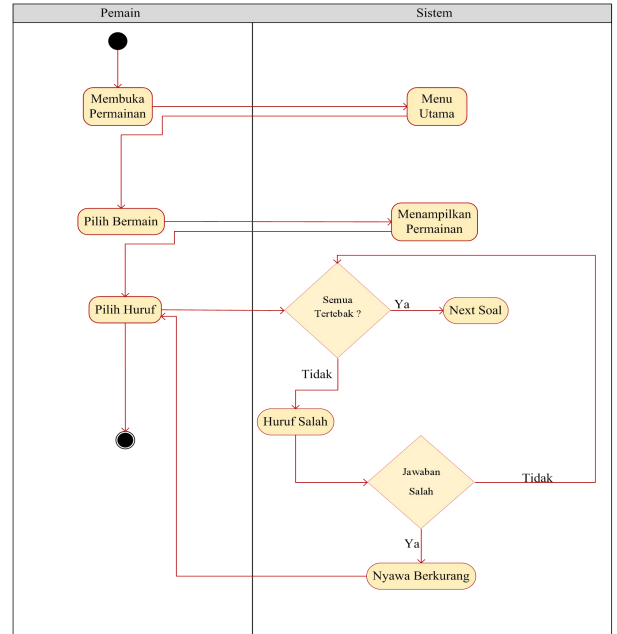 Pemain
Sistem
Membuka
Permainan
Menu
Utama
Pilih Bermain
Menampilkan
Permainan
Pilih Huruf
Semua
Tertebak ?
Ya
Next Soal
Tidak
Huruf Salah
Jawaban
Salah
Tidak
Ya
Nyawa Berkurang